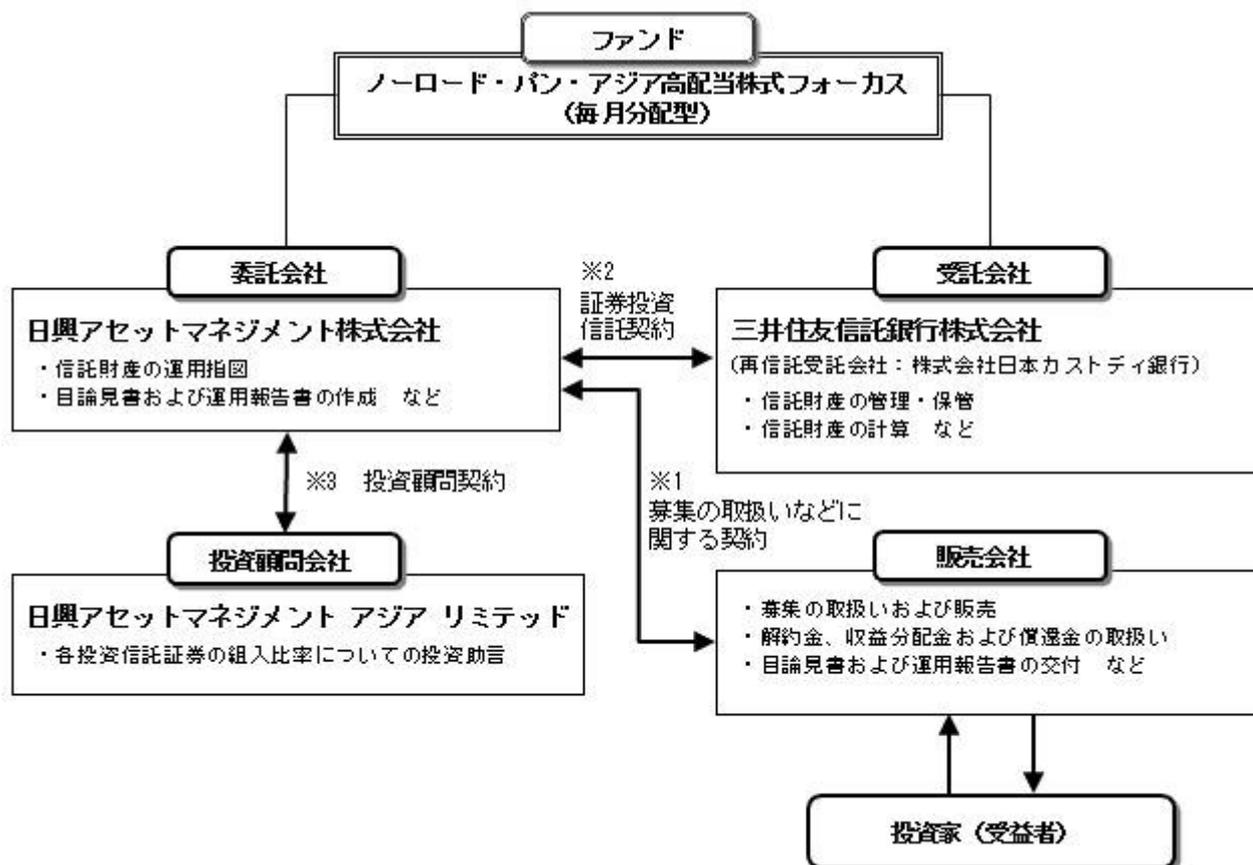 ファンド
ノーロード・パン・アジア高配当株式フォーカス
（毎月分配型）
委託会社
日興アセットマネジメント株式会社
・信託財産の運用指図
・目論見書および運用報告書の作成　など
※2
証券投資
信託契約
受託会社
三井住友信託銀行株式会社
（再信託受託会社：株式会社日本カストディ銀行）
・信託財産の管理・保管
・信託財産の計算　など
※3　投資顧問契約
※1
募集の取扱いなどに
関する契約
投資顧問会社
日興アセットマネジメント アジア リミテッド
・各投資信託証券の組入比率についての投資助言
販売会社
・募集の取扱いおよび販売
・解約金、収益分配金および償還金の取扱い
・目論見書および運用報告書の交付　など
投資家（受益者）